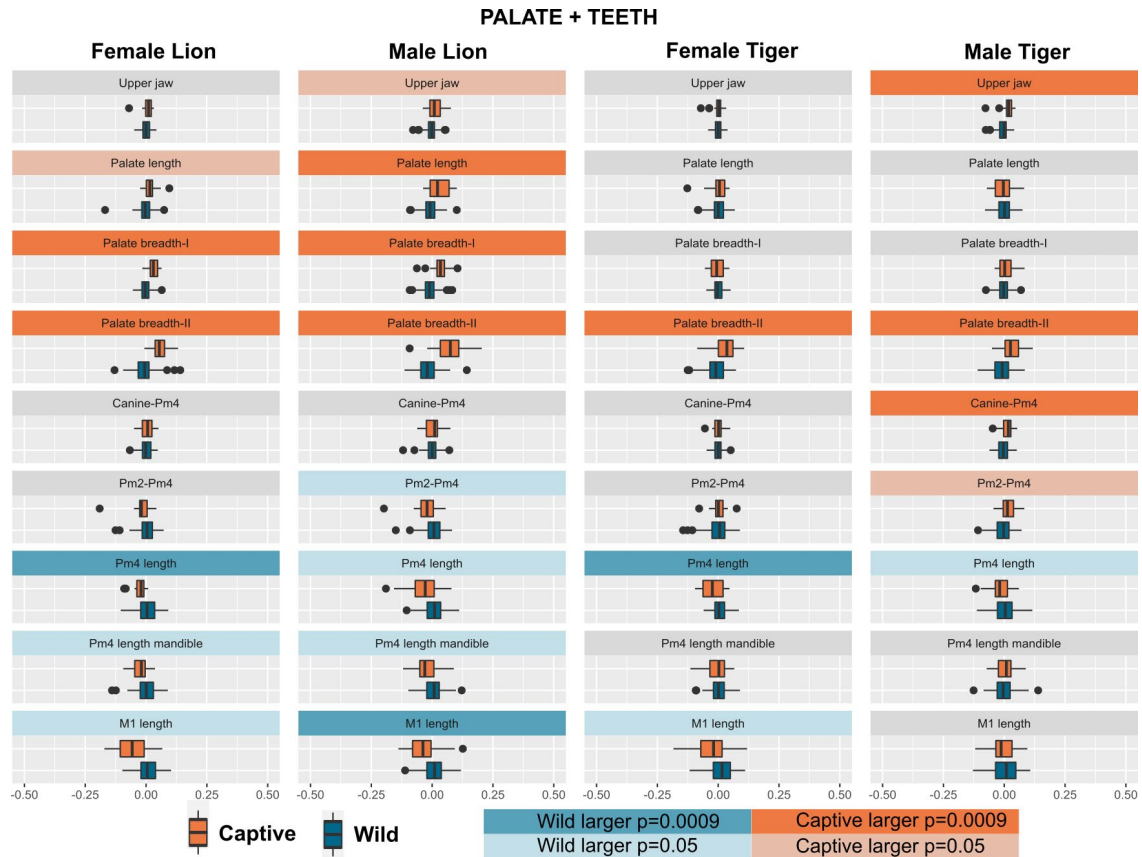 PALATE + TEETH
Female Lion Male Lion Female Tiger Male Tiger
Upper jaw Upper jaw Upper jaw Upper jaw
Palate length Palate length Palate length Palate length
Palate breadth-I Palate breadth-I Palate breadth-I Palate breadth-I
Palate breadth-II Palate breadth-II Palate breadth-II Palate breadth-II
Canine-Pm4 Canine-Pm4 Canine-Pm4 Canine-Pm4
Pm2-Pm4 Pm2-Pm4 Pm2-Pm4 Pm2-Pm4
Pm4 length Pm4 length Pm4 length Pm4 length
Pm4 length mandible Pm4 length mandible Pm4 length mandible Pm4 length mandible
M1 length M1 length M1 length M1 length
-0.50 -0.25 0.00 0.25 0.50 -0.50 -0.25 0.00 0.25 0.50 -0.50 -0.25 0.00 0.25 0.50 -0.50 -0.25 0.00 0.25 0.50
Captive Wild
Wild larger p=0.0009 Captive larger p=0.0009
Wild larger p=0.05 Captive larger p=0.05